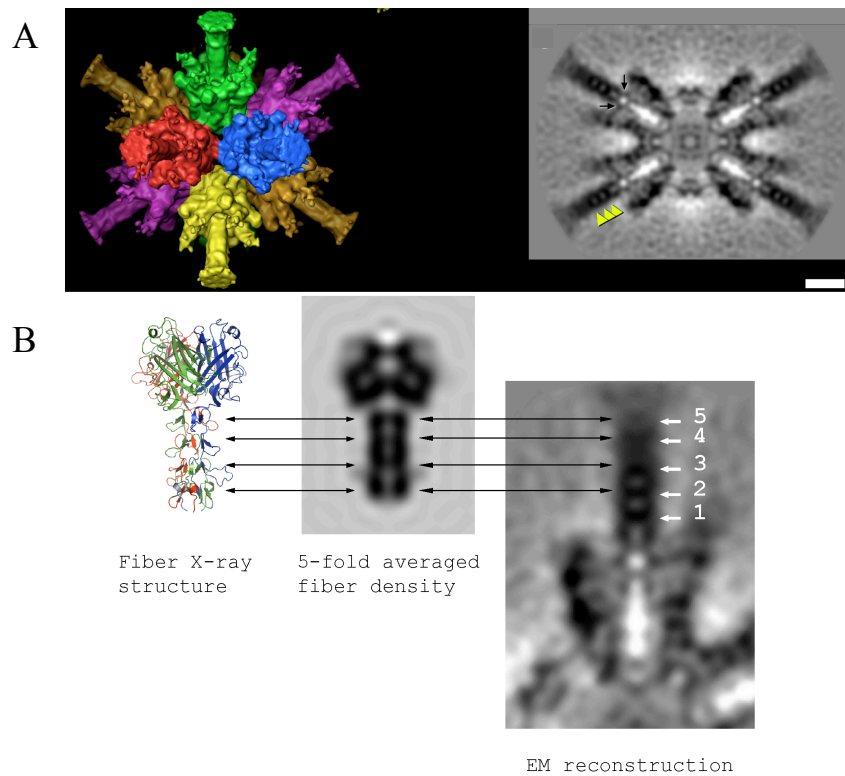 A
B
5
4
3
2
1
Fiber X-ray
structure
5-fold averaged
fiber density
EM reconstruction